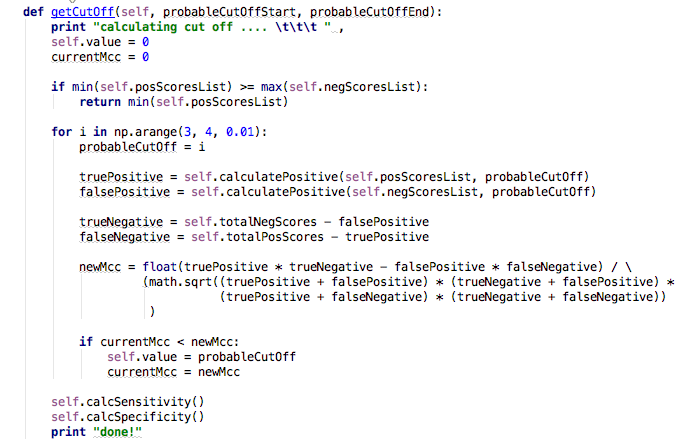 def getCutOff(self, probableCutOffStart, probableCutOffEnd):
    print "calculating cut off .... \t\t\t ",
    self.value = 0
    currentMcc = 0

    if min(self.posScoresList) >= max(self.negScoresList):
        return min(self.posScoresList)

    for i in np.arange(3, 4, 0.01):
        probableCutOff = i

        truePositive = self.calculatePositive(self.posScoresList, probableCutOff)
        falsePositive = self.calculatePositive(self.negScoresList, probableCutOff)

        trueNegative = self.totalNegScores - falsePositive
        falseNegative = self.totalPosScores - truePositive

        newMcc = float(truePositive * trueNegative - falsePositive * falseNegative) / \
                 (math.sqrt((truePositive + falsePositive) * (trueNegative + falsePositive) *
                            (truePositive + falseNegative) * (trueNegative + falseNegative))
                  )

        if currentMcc < newMcc:
            self.value = probableCutOff
            currentMcc = newMcc

    self.calcSensitivity()
    self.calcSpecificity()
    print "done!"